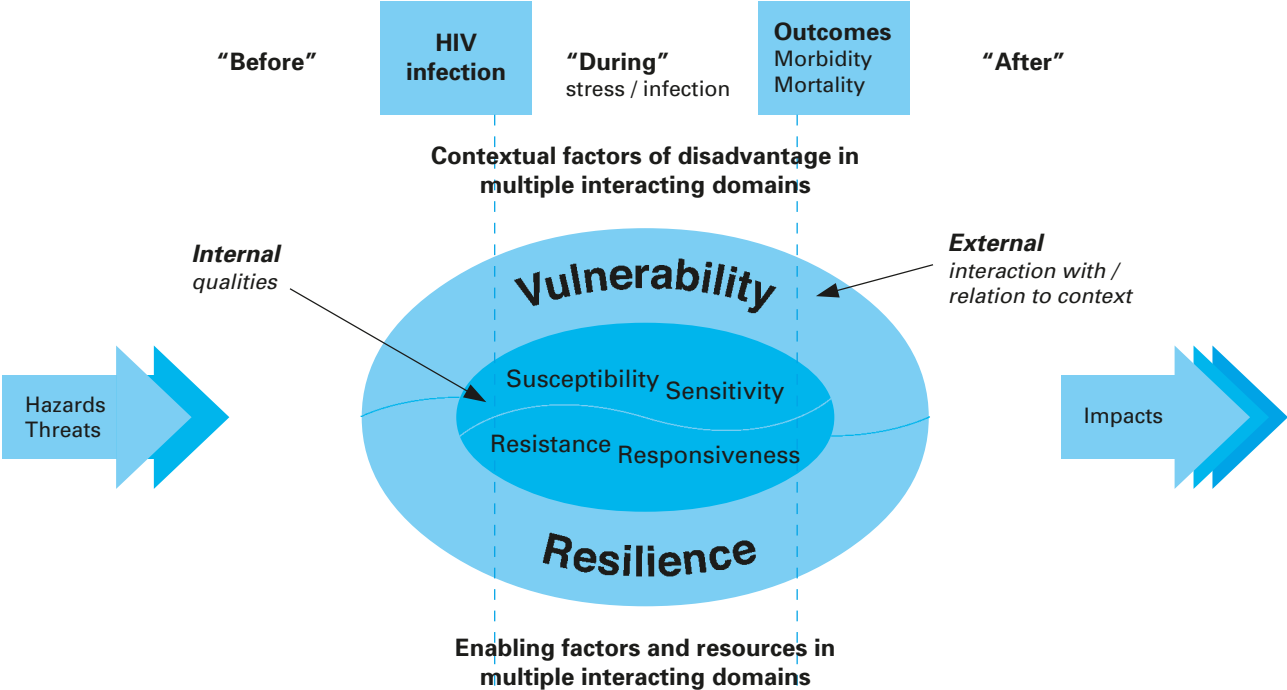 “Before”
HIV
infection
“During”
stress / infection
Outcomes
Morbidity
Mortality
“After”
Contextual factors of disadvantage in
multiple interacting domains
Internal
qualities
External
interaction with /
relation to context
Vulnerability
Susceptibility
Sensitivity
Hazards
Threats
Resistance
Responsiveness
Impacts
Resilience
Enabling factors and resources in
multiple interacting domains